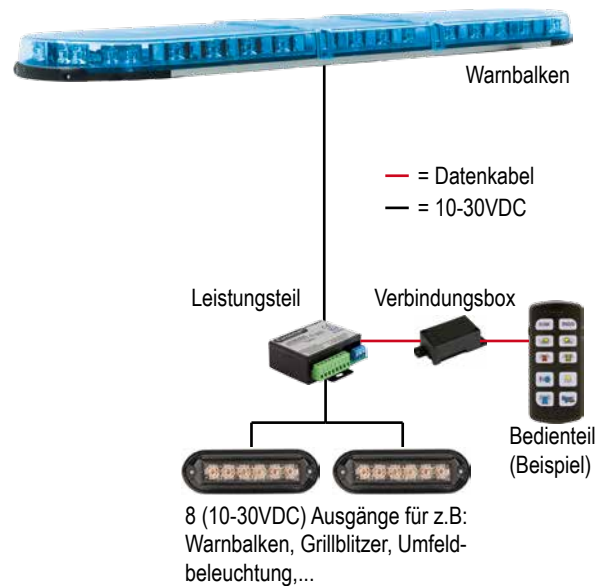 Warnbalken
= Datenkabel
= 10-30VDC
Leistungsteil
Verbindungsbox
Bedienteil
(Beispiel)
8 (10-30VDC) Ausgänge für z.B:
Warnbalken, Grillblitzer, Umfeld-
beleuchtung,...